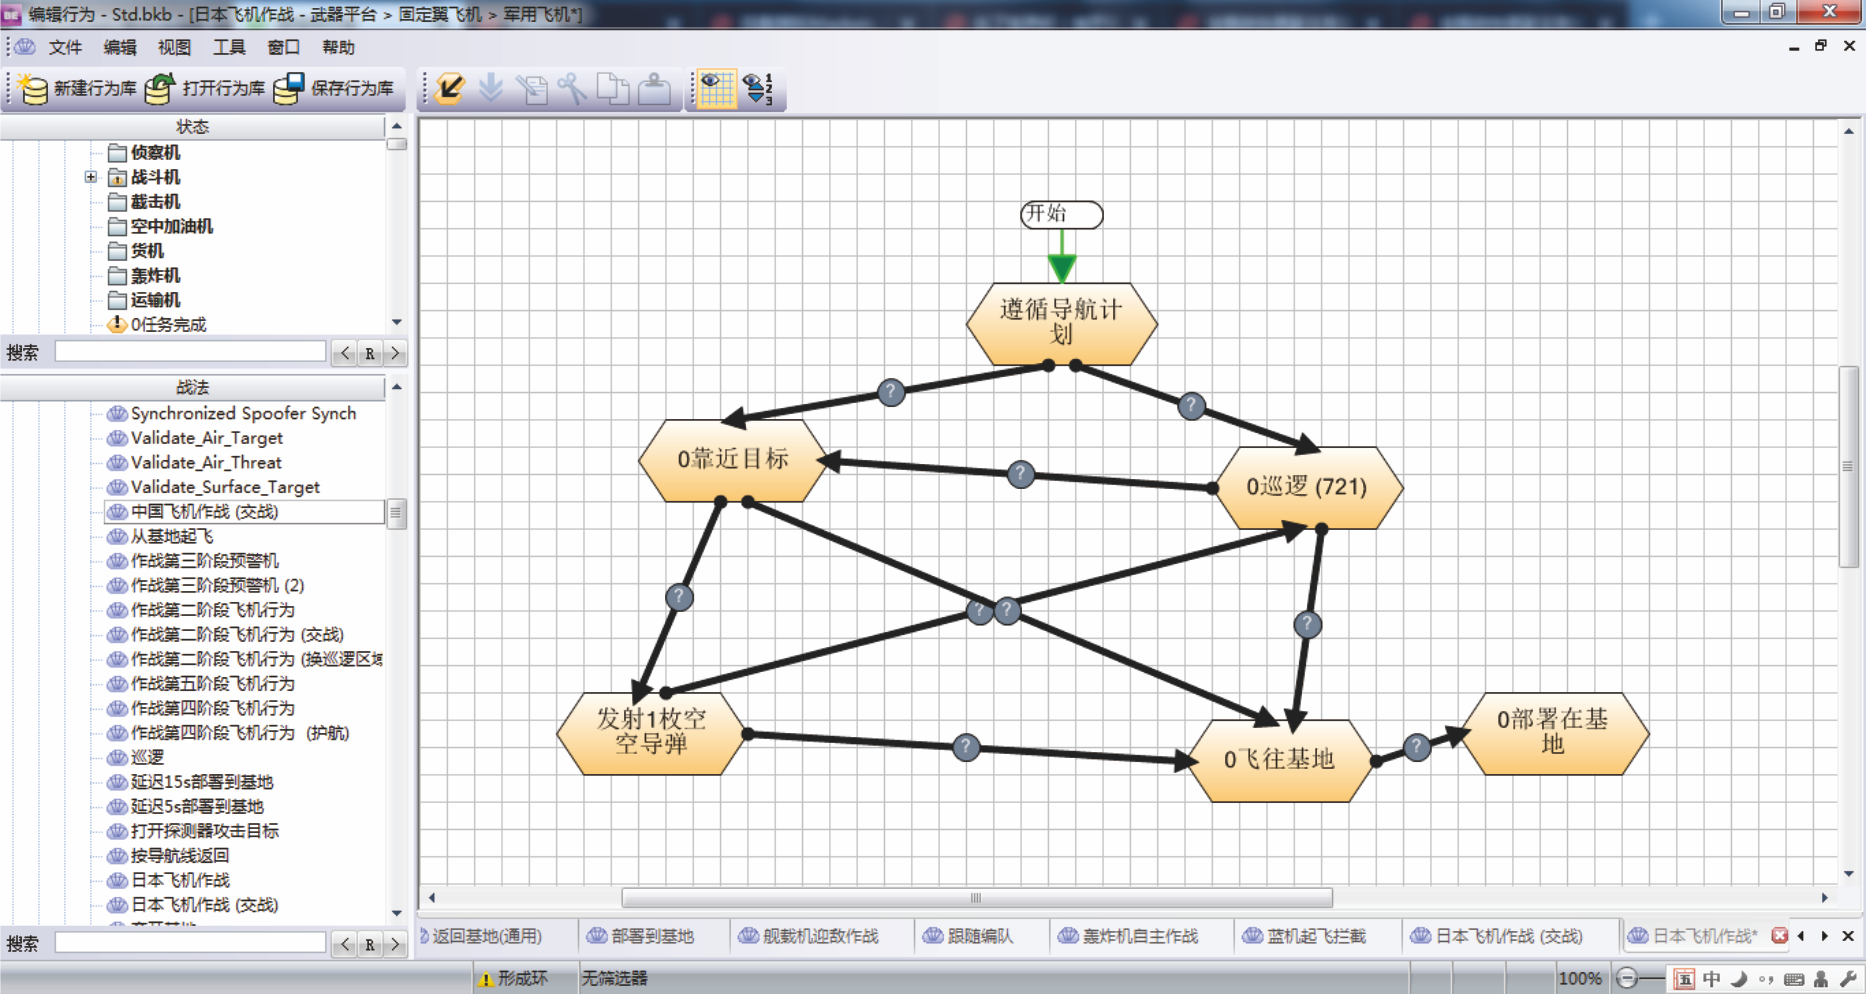 编辑行为 - Std.bkb - [日本飞机作战 - 武器平台 > 固定翼飞机 > 军用飞机*]
文件 编辑 视图 工具 窗口 帮助
新建行为库 打开行为库 保存行为库
状态
侦察机
战斗机
截击机
空中加油机
货机
轰炸机
运输机
0任务完成
搜索 < R >
战法
Synchronized Spoofer Synch
Validate_Air_Target
Validate_Air_Threat
Validate_Surface_Target
中国飞机作战 (交战)
从基地起飞
作战第三阶段预警机
作战第三阶段预警机 (2)
作战第二阶段飞机行为
作战第二阶段飞机行为 (交战)
作战第二阶段飞机行为 (换巡逻区域
作战第五阶段飞机行为
作战第四阶段飞机行为
作战第四阶段飞机行为 (护航)
巡逻
延迟15s部署到基地
延迟5s部署到基地
打开探测器攻击目标
按导航线返回
日本飞机作战
日本飞机作战 (交战)
搜索 < R >
开始
遵循导航计
划
?
?
0靠近目标
?
0巡逻 (721)
?
?
?
?
发射1枚空
空导弹
?
0飞往基地
?
0部署在基
地
返回基地(通用) 部署到基地 舰载机迎敌作战 跟随编队 轰炸机自主作战 蓝机起飞拦截 日本飞机作战 (交战) 日本飞机作战*
形成环 无筛选器 100% 五 中